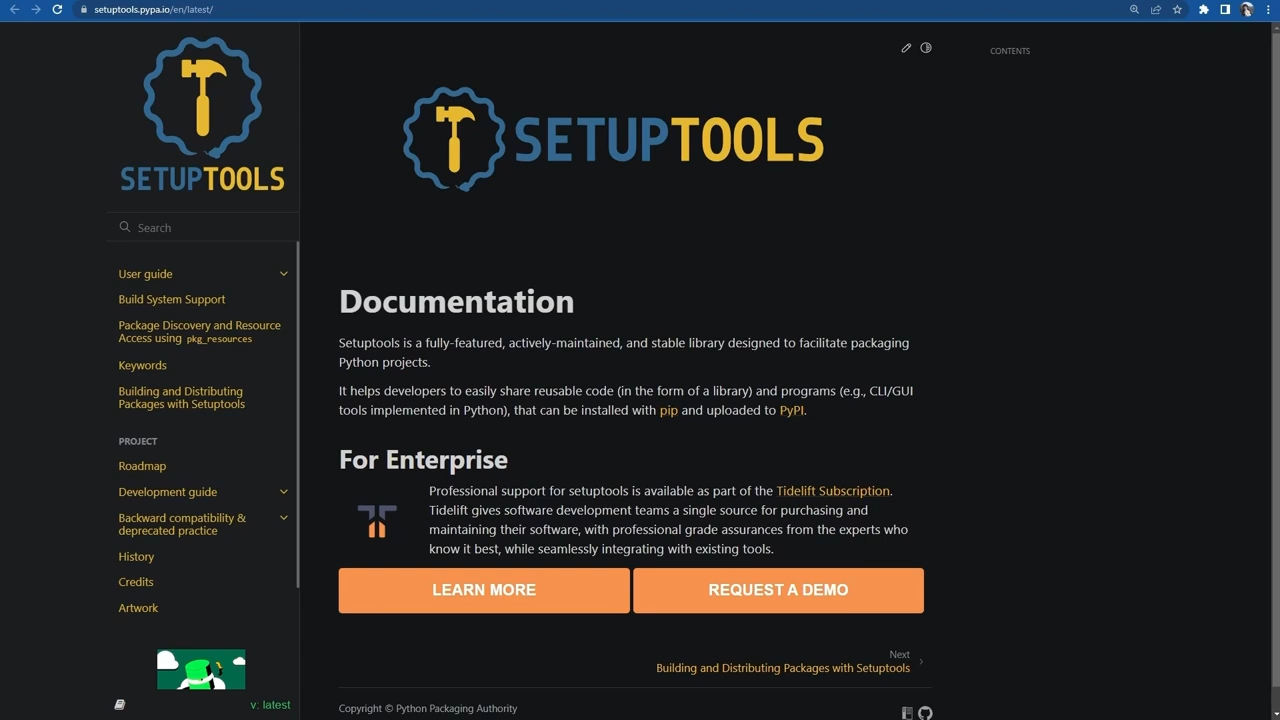 setuptools.pypa.io/en/latest/
SETUPTOOLS
Search
User guide
Build System Support
Package Discovery and Resource
Access using pkg_resources
Keywords
Building and Distributing
Packages with Setuptools
PROJECT
Roadmap
Development guide
Backward compatibility &
deprecated practice
History
Credits
Artwork
v: latest
CONTENTS
SETUPTOOLS
Documentation
Setuptools is a fully-featured, actively-maintained, and stable library designed to facilitate packaging
Python projects.
It helps developers to easily share reusable code (in the form of a library) and programs (e.g., CLI/GUI
tools implemented in Python), that can be installed with pip and uploaded to PyPI.
For Enterprise
Professional support for setuptools is available as part of the Tidelift Subscription.
Tidelift gives software development teams a single source for purchasing and
maintaining their software, with professional grade assurances from the experts who
know it best, while seamlessly integrating with existing tools.
LEARN MORE
REQUEST A DEMO
Next
Building and Distributing Packages with Setuptools
Copyright © Python Packaging Authority